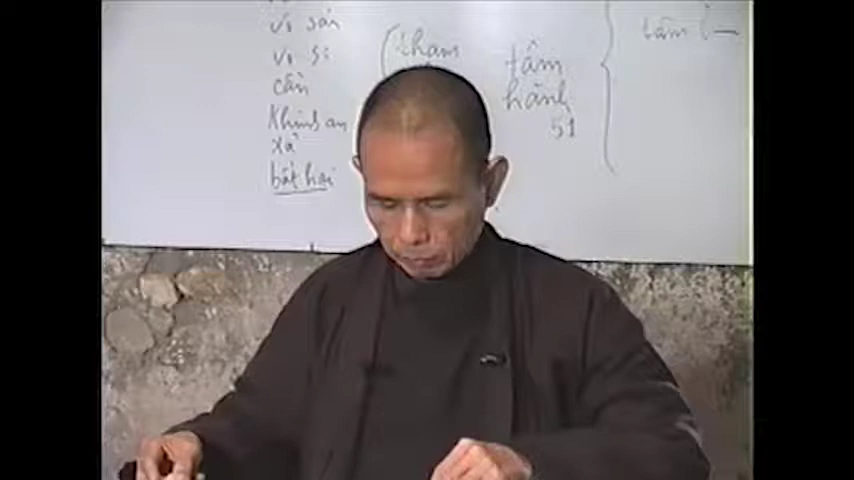 vô sân
vô si
cần
Khinh an
xả
bất hại
tham
tâm
hành
51
tâm